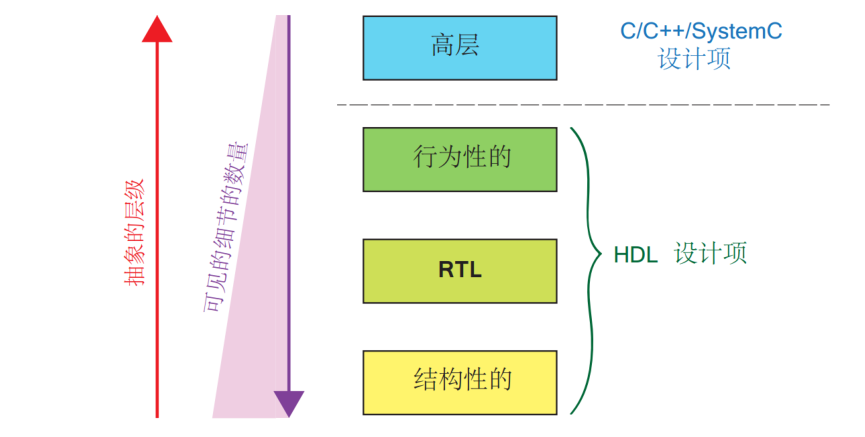 高层
C/C++/SystemC
设计项
行为性的
抽象的层级
可见的细节的数量
RTL
HDL 设计项
结构性的